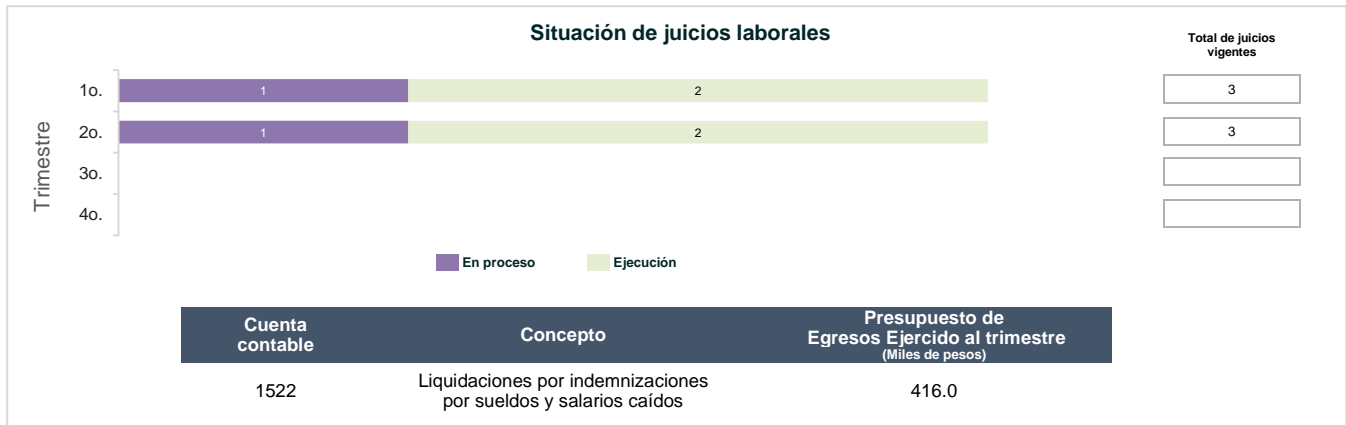 Situación de juicios laborales
Total de juicios
vigentes
Trimestre
1o.
1
2
3
2o.
1
2
3
3o.
4o.
En proceso
Ejecución
Cuenta
contable
Concepto
Presupuesto de
Egresos Ejercido al trimestre
(Miles de pesos)
1522
Liquidaciones por indemnizaciones
por sueldos y salarios caídos
416.0